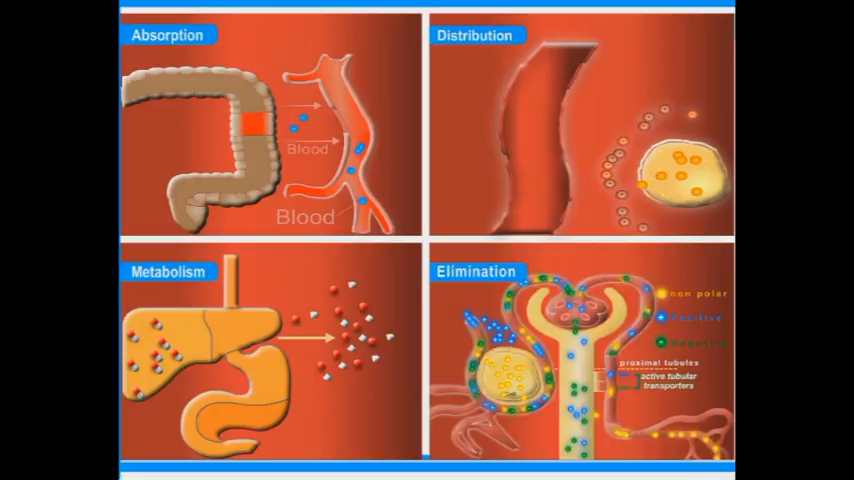 Absorption
Blood
Blood
Distribution
Metabolism
Elimination
non polar
Positive
Negative
proximal tubules
active tubular
transporters